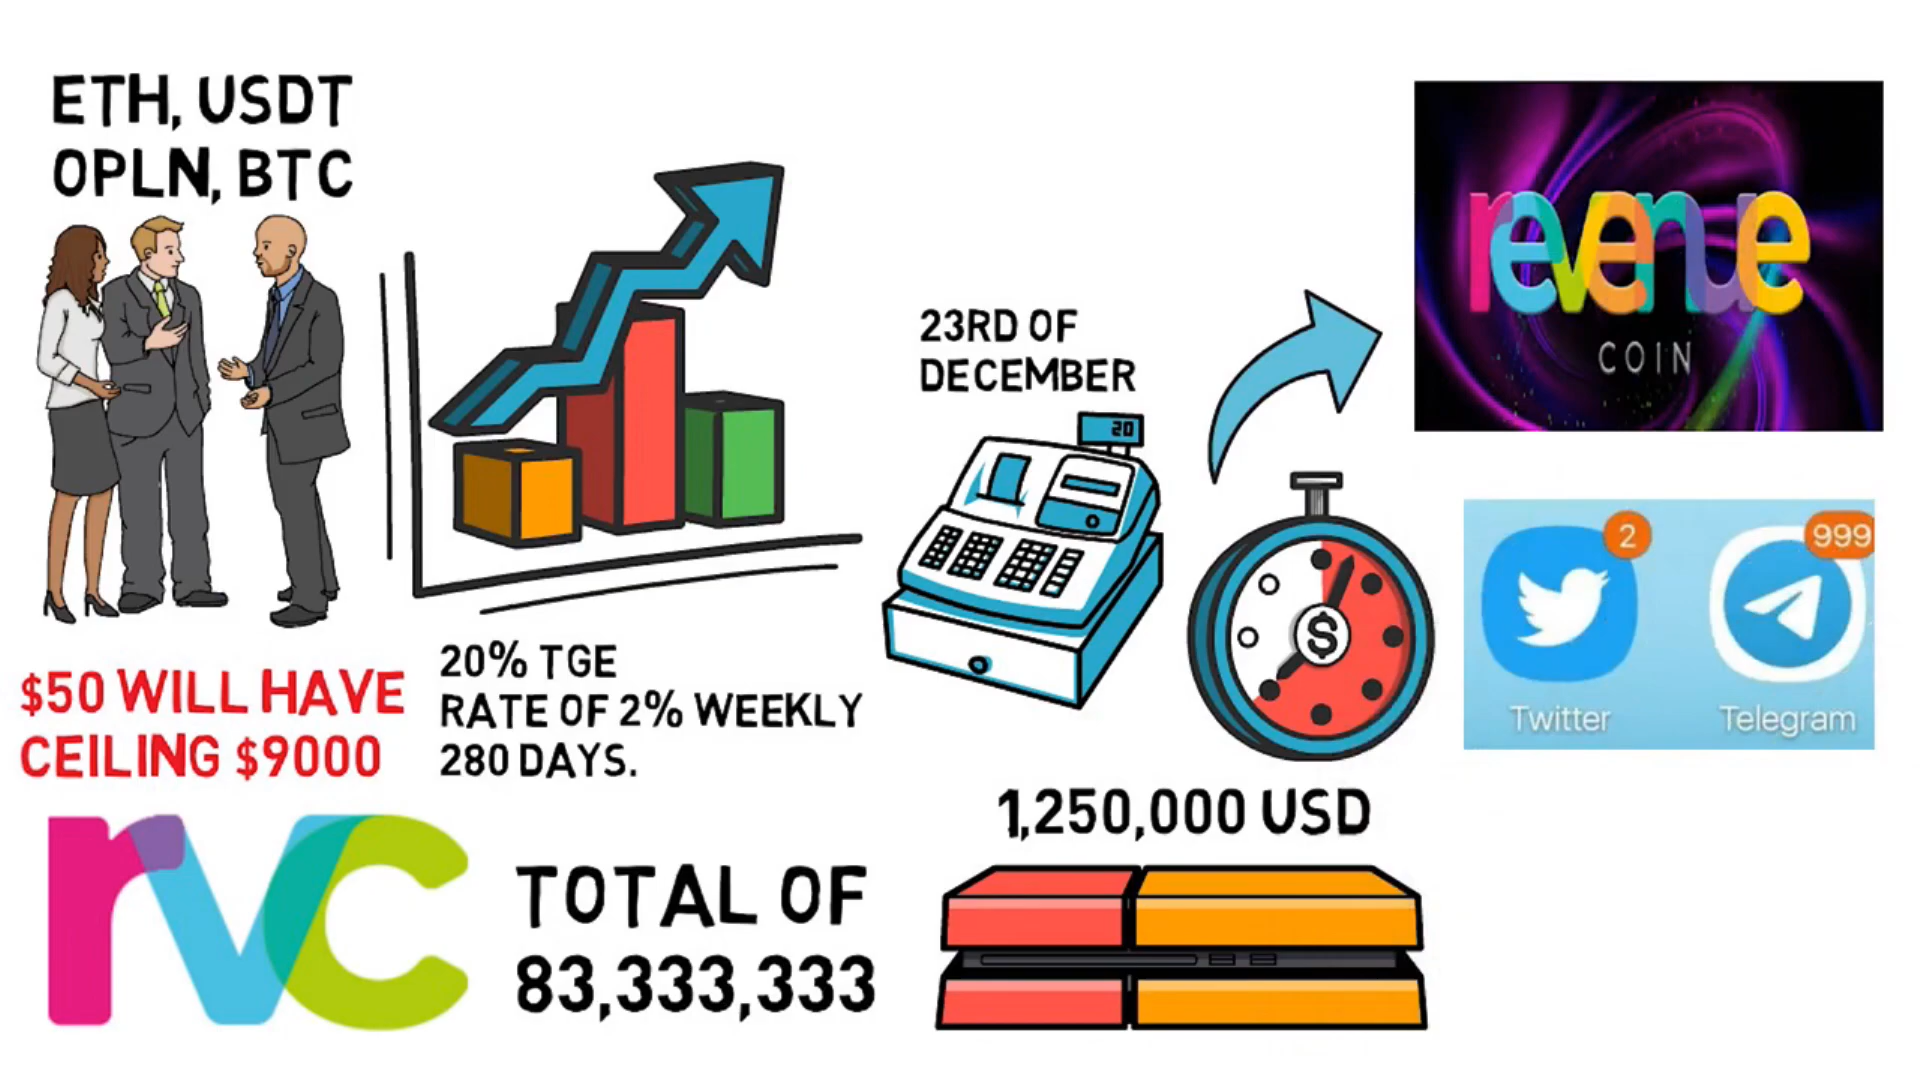 ETH, USDT
OPLN, BTC
$50 WILL HAVE
CEILING $9000
20% TGE
RATE OF 2% WEEKLY
280 DAYS.
23RD OF
DECEMBER
20
$
revenue
COIN
2
999
Twitter
Telegram
rvc
TOTAL OF
83,333,333
1,250,000 USD